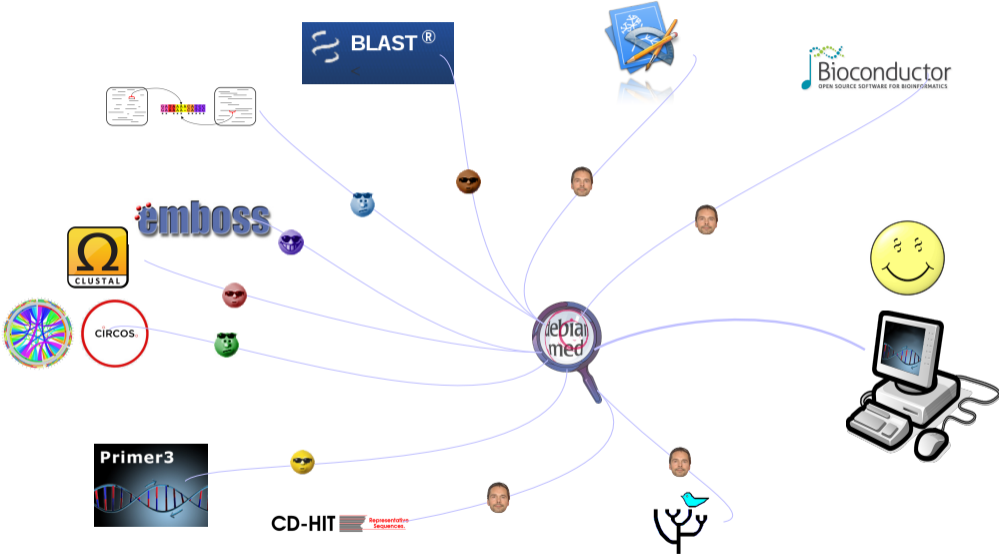 BLAST ®
<
Bioconductor
OPEN SOURCE SOFTWARE FOR BIOINFORMATICS
emboss
Ω
CLUSTAL
CIRCOS
debian
med
Primer3
CD-HIT
Representative
Sequences.